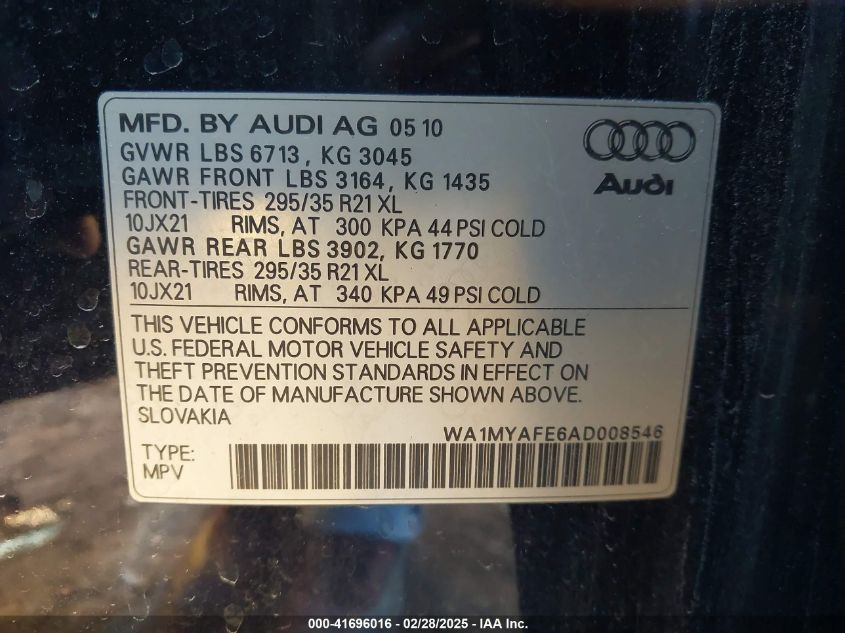 MFD. BY AUDI AG 0510
GVWR LBS 6713, KG 3045
GAWR FRONT LBS 3164, KG 1435
FRONT-TIRES 295/35 R21 XL
10JX21 RIMS, AT 300 KPA 44 PSI COLD
GAWR REAR LBS 3902, KG 1770
REAR-TIRES 295/35 R21 XL
10JX21 RIMS, AT 340 KPA 49 PSI COLD
Audi
THIS VEHICLE CONFORMS TO ALL APPLICABLE
U.S. FEDERAL MOTOR VEHICLE SAFETY AND
THEFT PREVENTION STANDARDS IN EFFECT ON
THE DATE OF MANUFACTURE SHOWN ABOVE.
SLOVAKIA
WA1MYAFE6AD008546
TYPE:
MPV
000-41696016 - 02/28/2025 - IAA Inc.